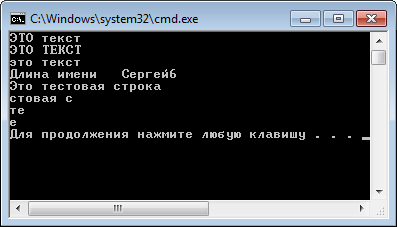 C:\Windows\system32\cmd.exe
ЭТО текст
ЭТО ТЕКСТ
это текст
Длина имени   Сергей6
Это тестовая строка
стовая с
те
е
Для продолжения нажмите любую клавишу . . .